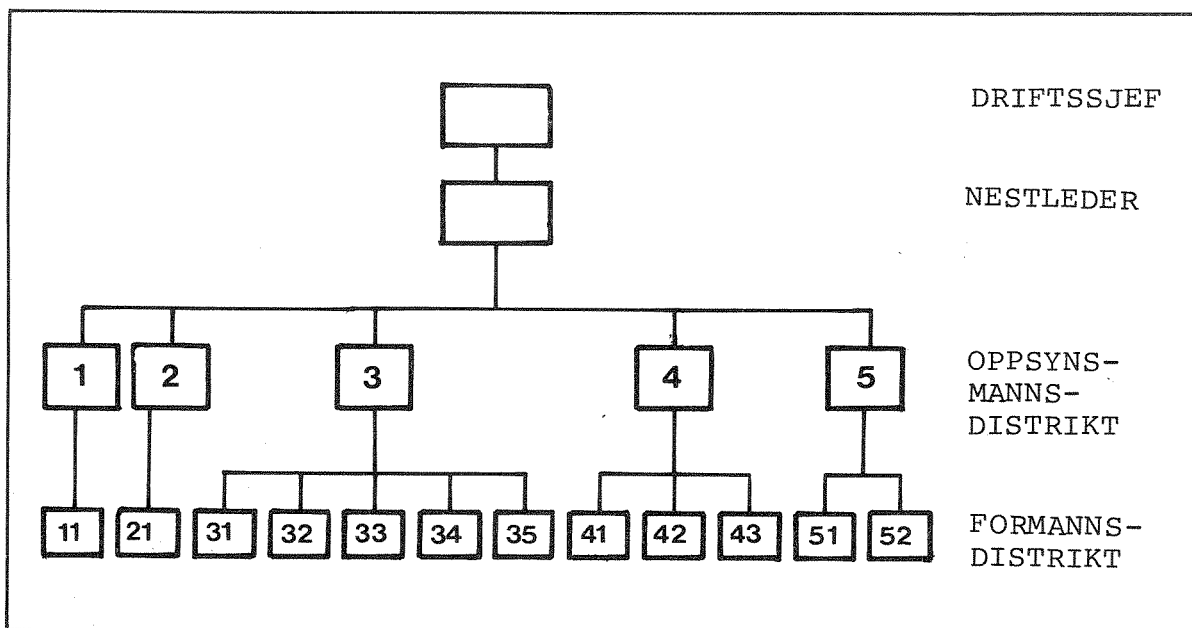 DRIFTSSJEF
NESTLEDER
1 2 3 4 5
OPPSYNS-
MANNS-
DISTRIKT
11 21 31 32 33 34 35 41 42 43 51 52
FORMANNS-
DISTRIKT